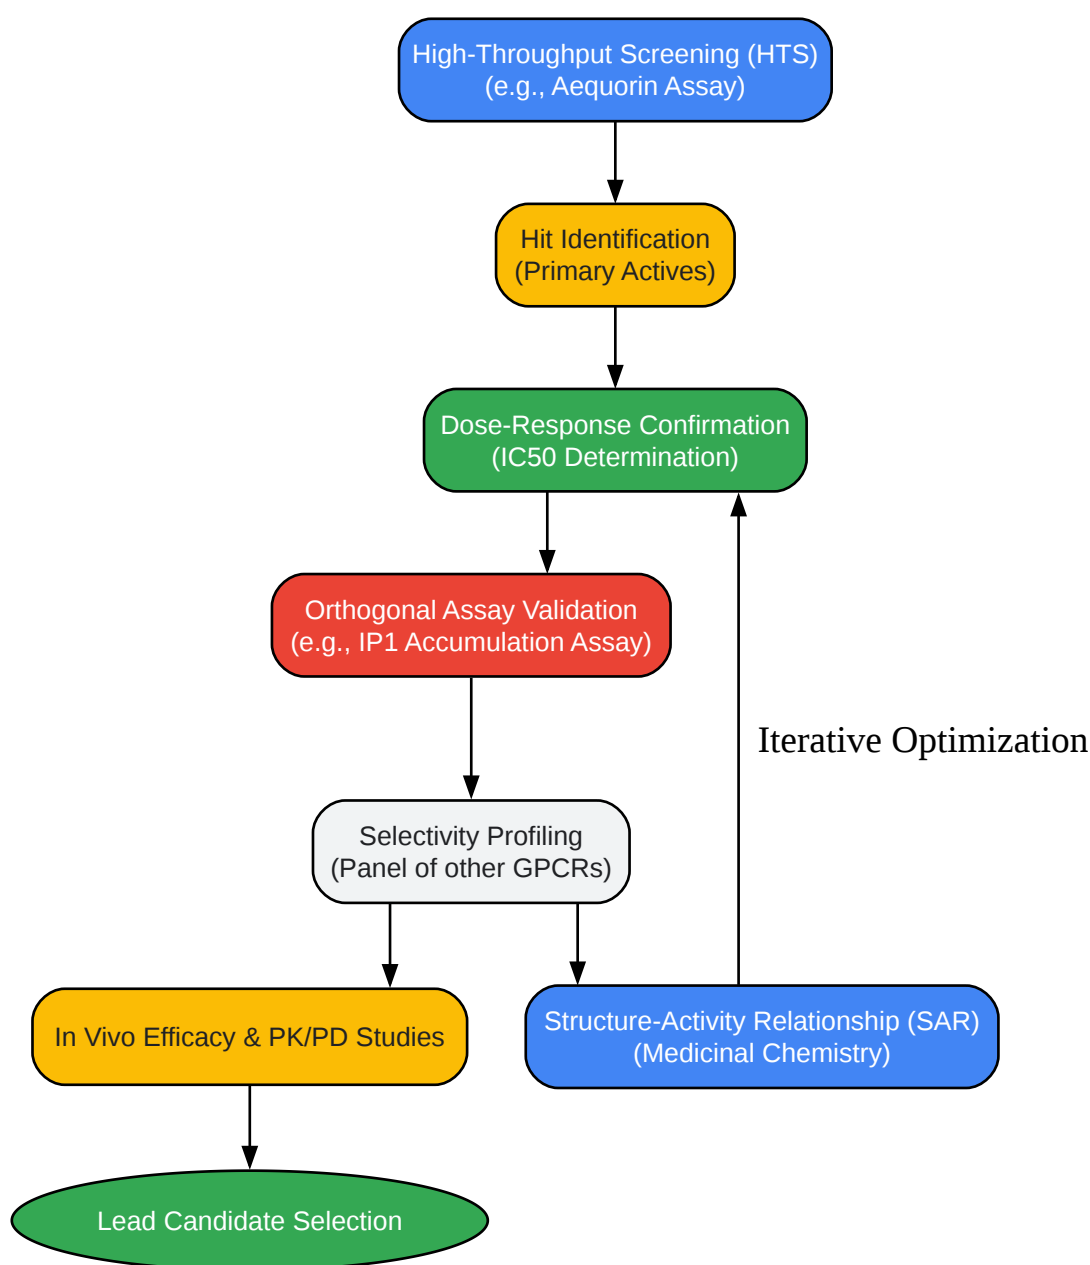 High-Throughput Screening (HTS)
(e.g., Aequorin Assay)
Hit Identification
(Primary Actives)
Dose-Response Confirmation
(IC50 Determination)
Orthogonal Assay Validation
(e.g., IP1 Accumulation Assay)
Iterative Optimization
Selectivity Profiling
(Panel of other GPCRs)
In Vivo Efficacy & PK/PD Studies
Structure-Activity Relationship (SAR)
(Medicinal Chemistry)
Lead Candidate Selection